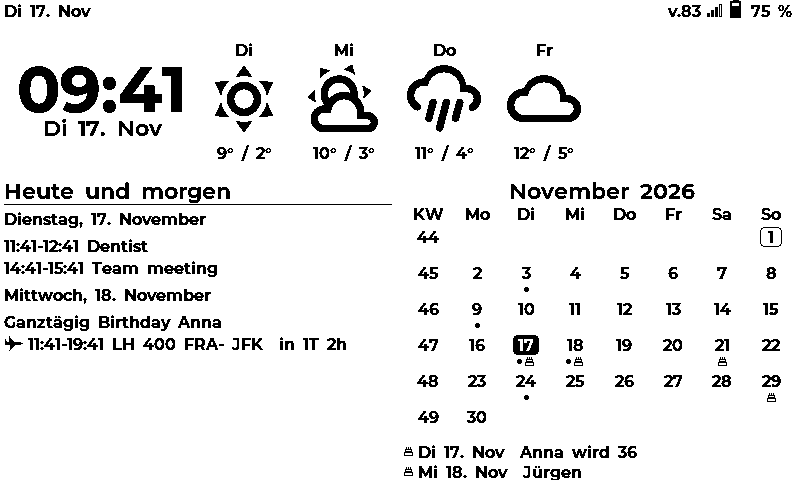 Di 17. Nov
v.83 75 %
09:41
Di 17. Nov
Di Mi Do Fr
9° / 2° 10° / 3° 11° / 4° 12° / 5°
Heute und morgen
Dienstag, 17. November
11:41-12:41 Dentist
14:41-15:41 Team meeting
Mittwoch, 18. November
Ganztägig Birthday Anna
11:41-19:41 LH 400 FRA- JFK in 1T 2h
November 2026
KW Mo Di Mi Do Fr Sa So
44 1
45 2 3 4 5 6 7 8
46 9 10 11 12 13 14 15
47 16 17 18 19 20 21 22
48 23 24 25 26 27 28 29
49 30
Di 17. Nov Anna wird 36
Mi 18. Nov Jürgen